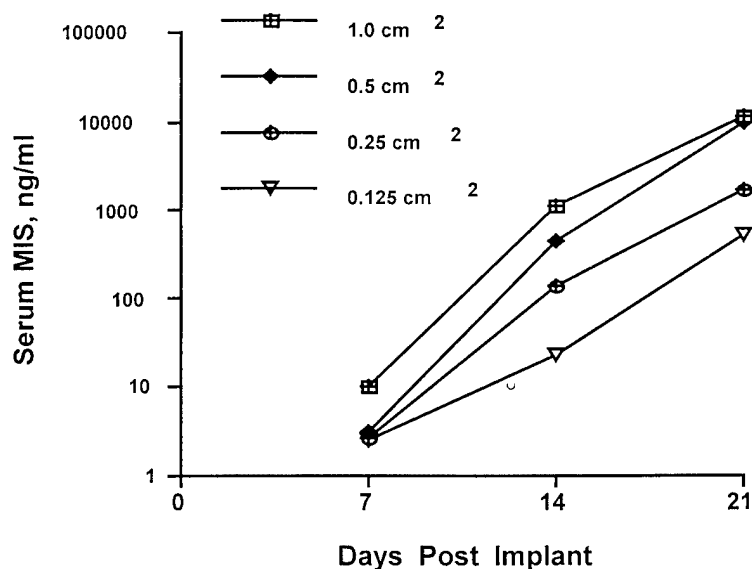 Serum MIS, ng/ml
100000
10000
1000
100
10
1
1.0 cm 2
0.5 cm 2
0.25 cm 2
0.125 cm 2
0 7 14 21
Days Post Implant